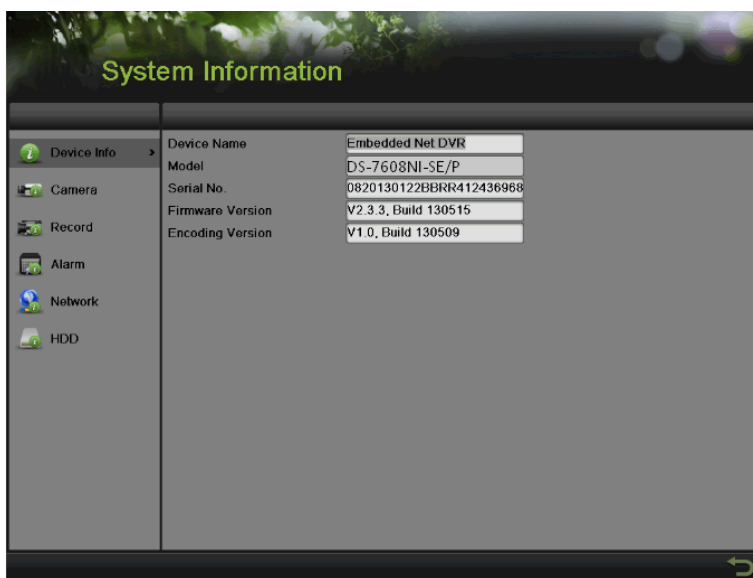 System Information
Device Info
Camera
Record
Alarm
Network
HDD
Device Name Embedded Net DVR
Model DS-7608NI-SE/P
Serial No. 0820130122BBRR412436968
Firmware Version V2.3.3, Build 130515
Encoding Version V1.0, Build 130509